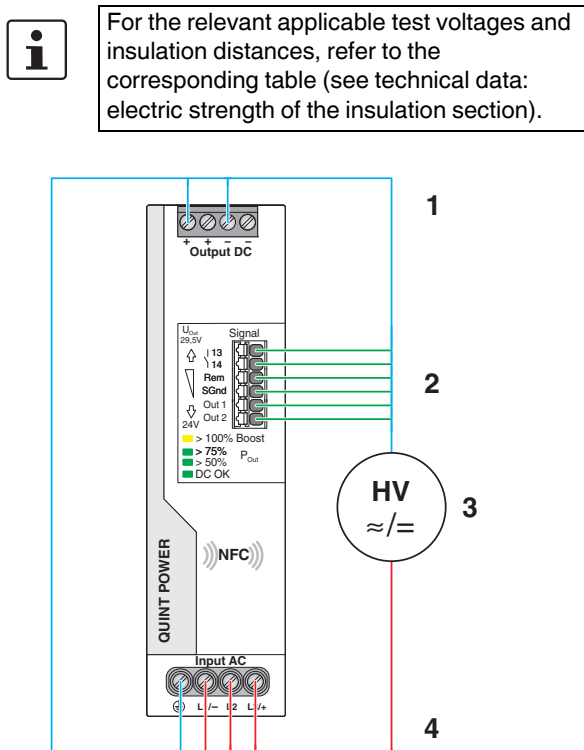 For the relevant applicable test voltages and
insulation distances, refer to the
corresponding table (see technical data:
electric strength of the insulation section).
1
+ + – –
Output DC
UOut
29,5V
Signal
13
14
Rem
SGnd
Out 1
Out 2
24V
> 100% Boost
> 75%
POut
> 50%
DC OK
2
HV
≈/=
3
NFC
QUINT POWER
Input AC
L1/– L2 L3/+
4